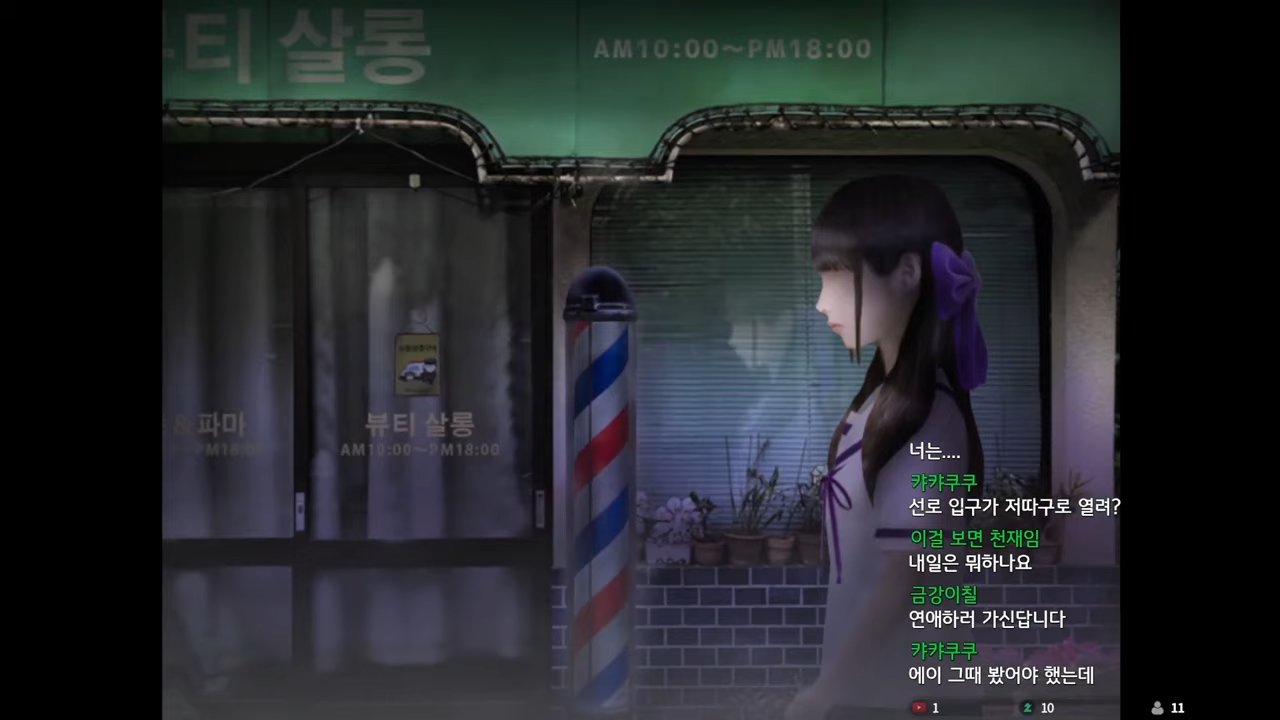 뷰티 살롱
AM10:00～PM18:00
&파마
뷰티 살롱
AM10:00～PM18:00
너는....
캬캬쿠쿠
선로 입구가 저따구로 열려?
이걸 보면 천재임
내일은 뭐하나요
금강이칠
연애하러 가신답니다
캬캬쿠쿠
에이 그때 봤어야 했는데
1
10
11